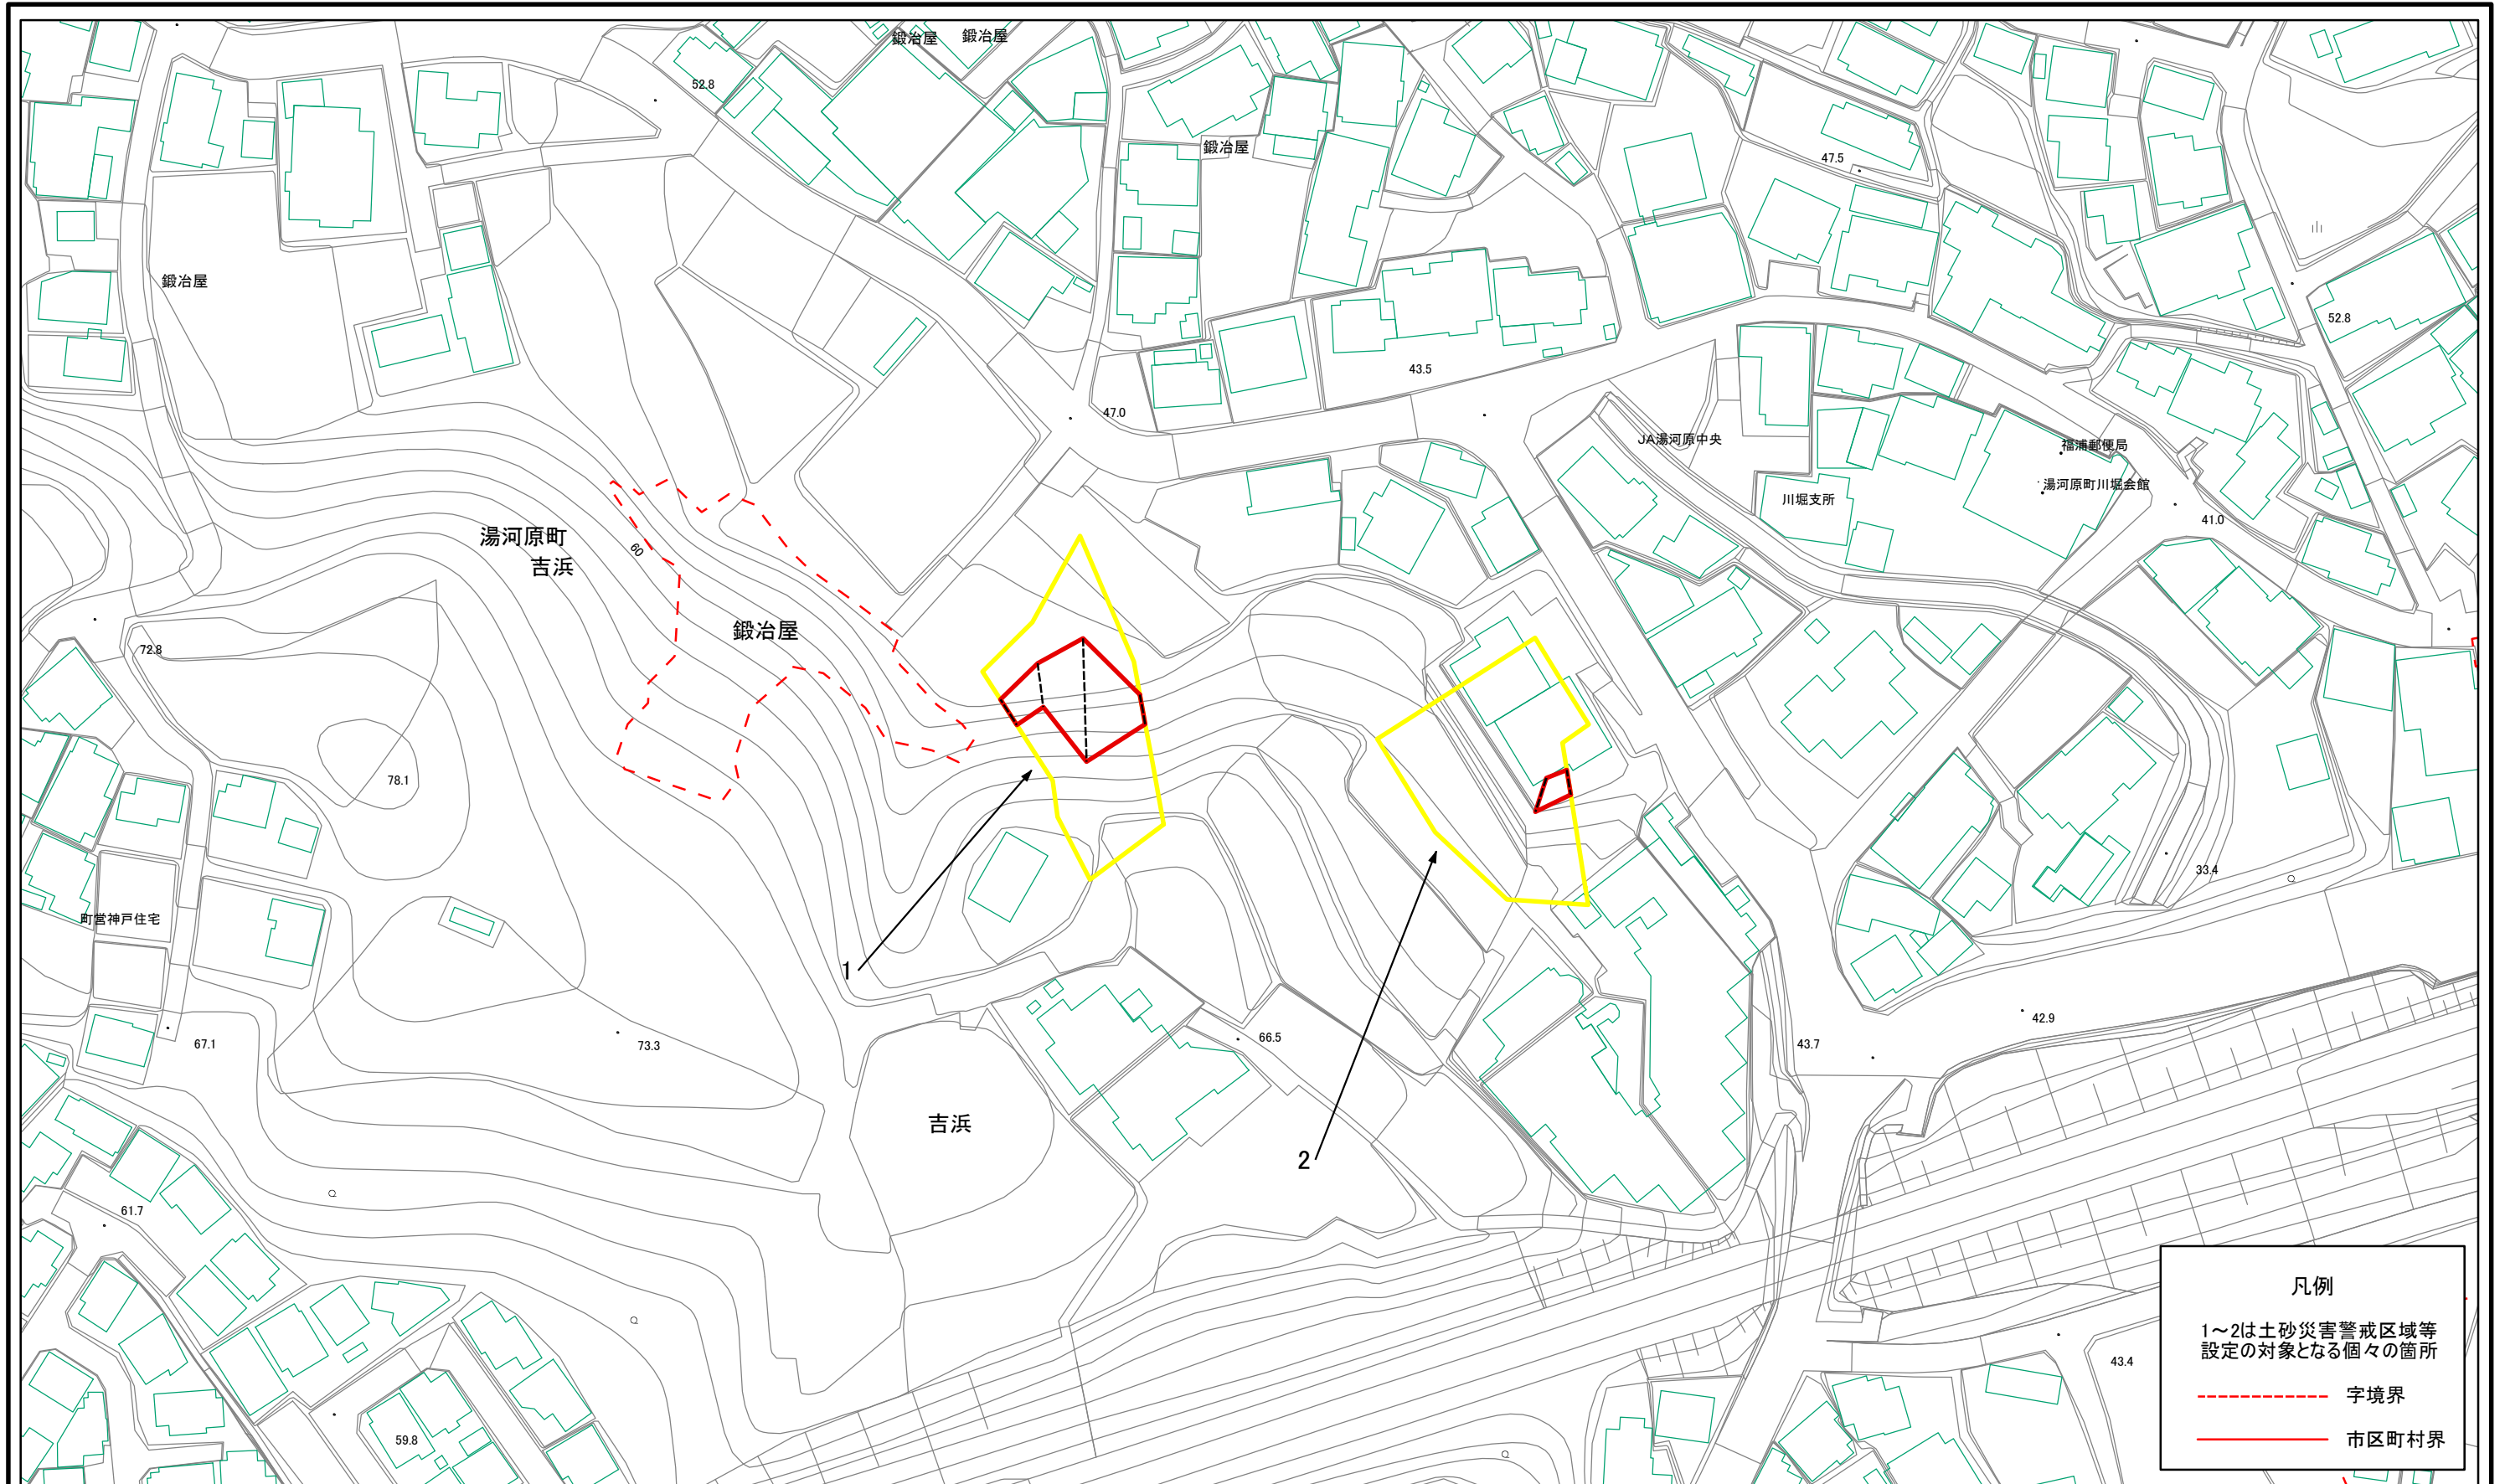 鍛冶屋
鍛冶屋
52.8
鍛冶屋
47.5
鍛冶屋
52.8
43.5
47.0
JA湯河原中央
福浦郵便局
湯河原町川堀会館
川堀支所
41.0
湯河原町
吉浜
60
鍛冶屋
72.8
78.1
33.4
町営神戸住宅
1
42.9
43.7
67.1
73.3
66.5
吉浜
2
61.7
59.8
43.4
凡例
1～2は土砂災害警戒区域等
設定の対象となる個々の箇所
字境界
市区町村界